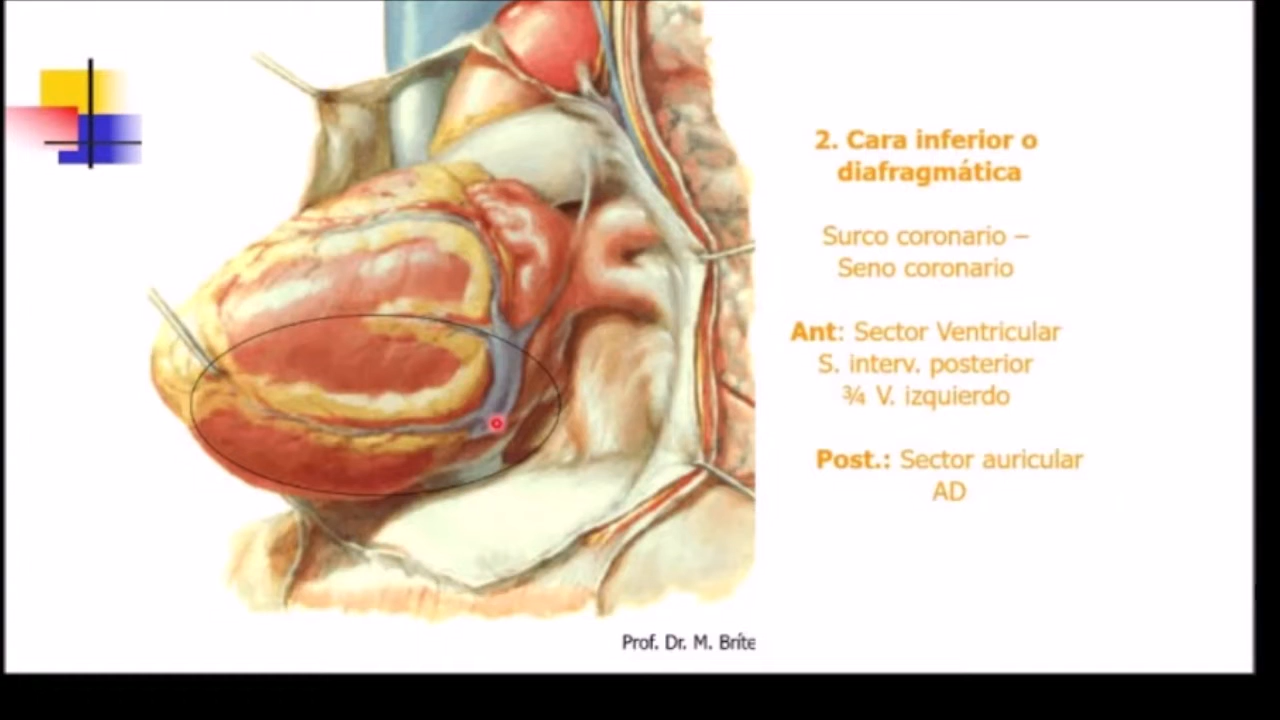 2. Cara inferior o
diafragmática
Surco coronario –
Seno coronario
Ant: Sector Ventricular
S. interv. posterior
¾ V. izquierdo
Post.: Sector auricular
AD
Prof. Dr. M. Bríte